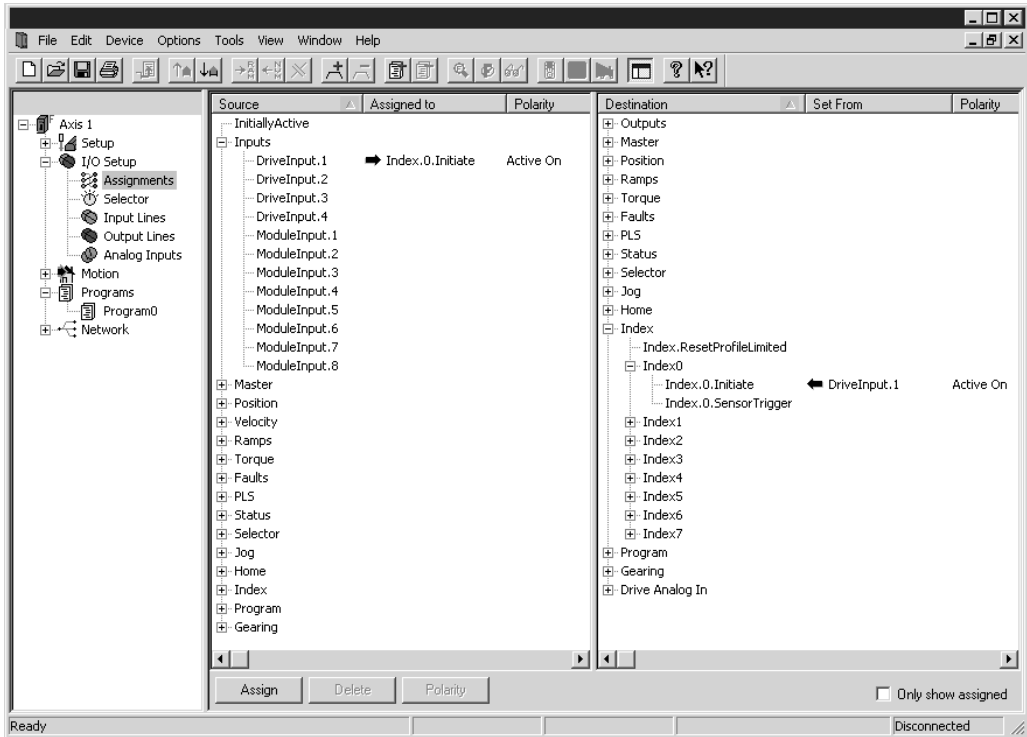 File Edit Device Options Tools View Window Help
Axis 1
Setup
I/O Setup
Assignments
Selector
Input Lines
Output Lines
Analog Inputs
Motion
Programs
Program0
Network
Source Assigned to Polarity
InitiallyActive
Inputs
DriveInput.1 Index.0.Initiate Active On
DriveInput.2
DriveInput.3
DriveInput.4
ModuleInput.1
ModuleInput.2
ModuleInput.3
ModuleInput.4
ModuleInput.5
ModuleInput.6
ModuleInput.7
ModuleInput.8
Master
Position
Velocity
Ramps
Torque
Faults
PLS
Status
Selector
Jog
Home
Index
Program
Gearing
Destination Set From Polarity
Outputs
Master
Position
Ramps
Torque
Faults
PLS
Status
Selector
Jog
Home
Index
Index.ResetProfileLimited
Index0
Index.0.Initiate DriveInput.1 Active On
Index.0.SensorTrigger
Index1
Index2
Index3
Index4
Index5
Index6
Index7
Program
Gearing
Drive Analog In
Assign Delete Polarity
Only show assigned
Ready Disconnected